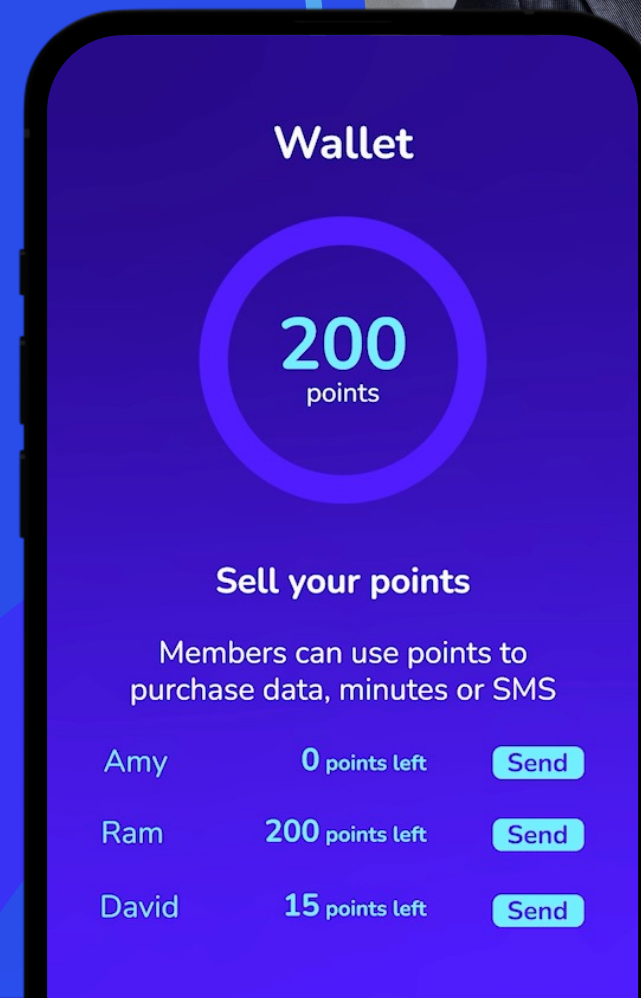 Wallet
200
points
Sell your points
Members can use points to
purchase data, minutes or SMS
Amy 0 points left Send
Ram 200 points left Send
David 15 points left Send